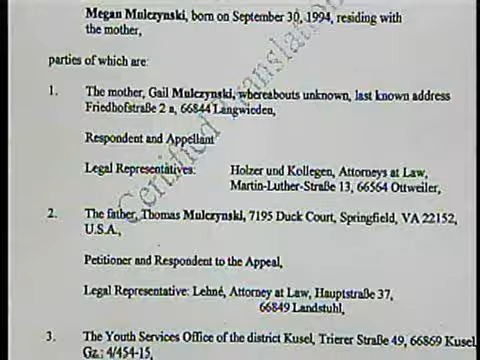 Megan Mulczynski, born on September 30, 1994, residing with
the mother,
parties of which are:
1. The mother, Gail Mulczynski, whereabouts unknown, last known address
Friedhofstraße 2 a, 66844 Langwieden,
Respondent and Appellant
Legal Representatives: Holzer und Kollegen, Attorneys at Law,
Martin-Luther-Straße 13, 66564 Ottweiler,
2. The father, Thomas Mulczynski, 7195 Duck Court, Springfield, VA 22152,
U.S.A.,
Petitioner and Respondent to the Appeal,
Legal Representative: Lehné, Attorney at Law, Hauptstraße 37,
66849 Landstuhl,
3. The Youth Services Office of the district Kusel, Trierer Straße 49, 66869 Kusel
Gz.: 4/454-15,
Certified Translation